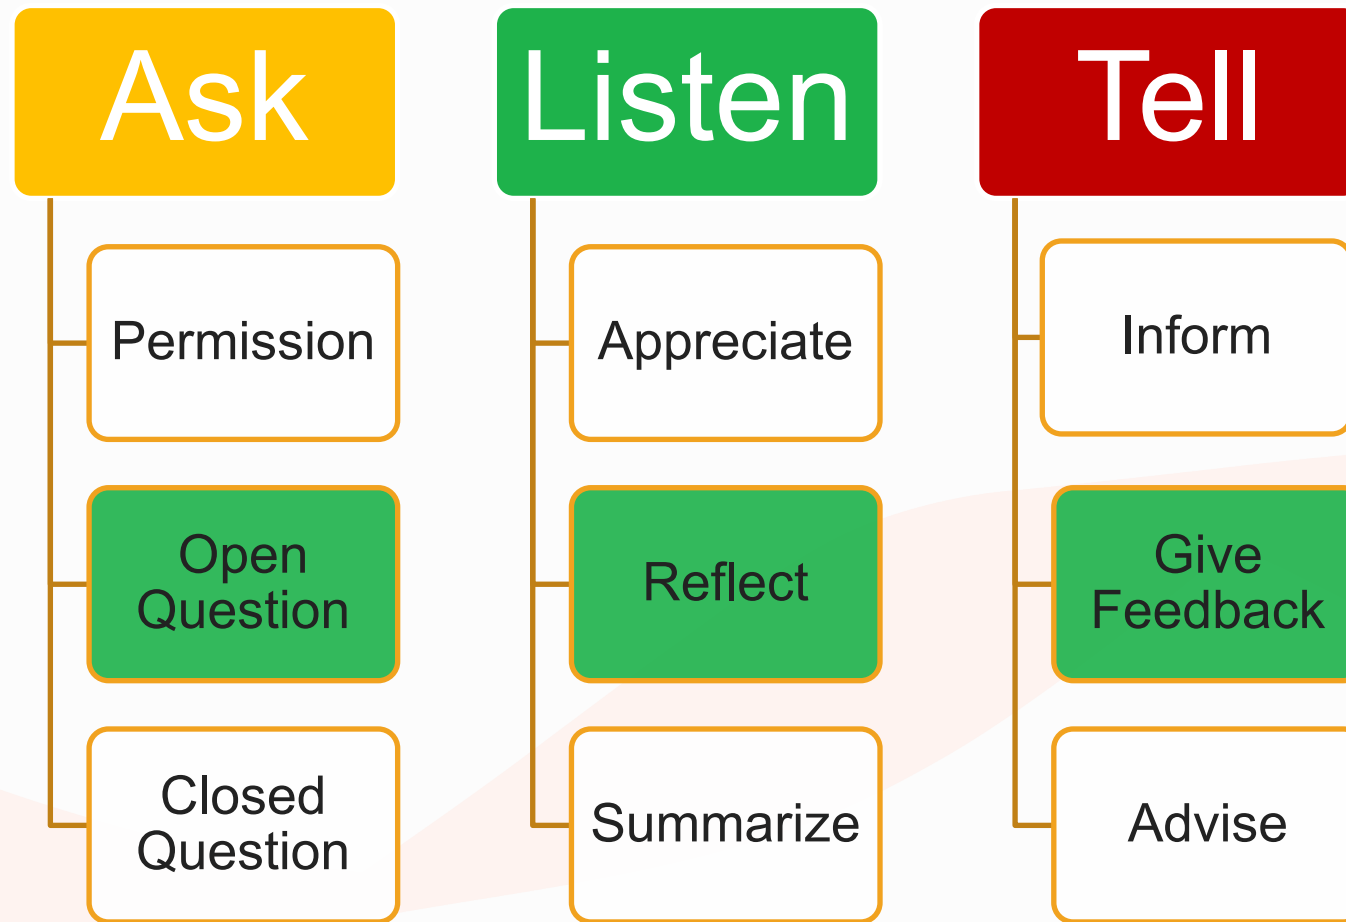 Ask
Permission
Open
Question
Closed
Question
Listen
Appreciate
Reflect
Summarize
Tell
Inform
Give
Feedback
Advise